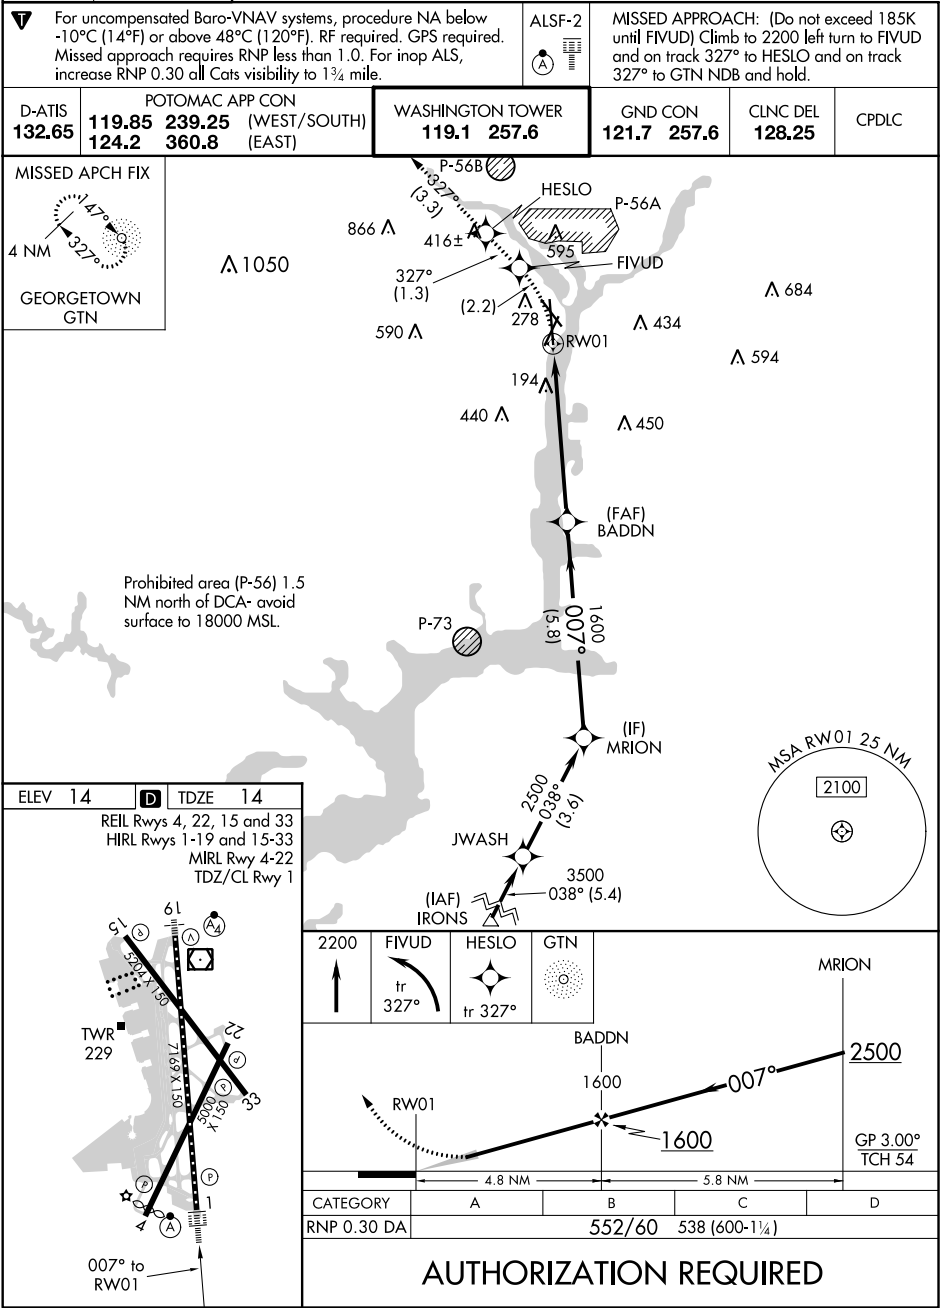 T
For uncompensated Baro-VNAV systems, procedure NA below
-10°C (14°F) or above 48°C (120°F). RF required. GPS required.
Missed approach requires RNP less than 1.0. For inop ALS,
increase RNP 0.30 all Cats visibility to 1¾ mile.
ALSF-2
A
MISSED APPROACH: (Do not exceed 185K
until FIVUD) Climb to 2200 left turn to FIVUD
and on track 327° to HESLO and on track
327° to GTN NDB and hold.
D-ATIS
132.65
POTOMAC APP CON
119.85 239.25 (WEST/SOUTH)
124.2 360.8 (EAST)
WASHINGTON TOWER
119.1 257.6
GND CON
121.7 257.6
CLNC DEL
128.25
CPDLC
MISSED APCH FIX
147°
4 NM
327°
GEORGETOWN
GTN
P-56B
327°
(3.3)
HESLO
P-56A
866
416±
595
FIVUD
1050
327°
(1.3)
(2.2)
278
684
590
434
RW01
594
194
440
450
(FAF)
BADDN
Prohibited area (P-56) 1.5
NM north of DCA- avoid
surface to 18000 MSL.
P-73
1600
007°
(5.8)
(IF)
MRION
2500
038°
(3.6)
JWASH
3500
038° (5.4)
(IAF)
IRONS
MSA RW01 25 NM
2100
ELEV 14
D
TDZE 14
REIL Rwys 4, 22, 15 and 33
HIRL Rwys 1-19 and 15-33
MIRL Rwy 4-22
TDZ/CL Rwy 1
15
P
19
V
A4
5204 X 150
TWR
229
22
P
7169 X 150
P
33
5000
X 150
P
P
4
A
1
007° to
RW01
2200
FIVUD
tr
327°
HESLO
tr 327°
GTN
MRION
BADDN
2500
1600
007°
RW01
1600
GP 3.00°
TCH 54
4.8 NM
5.8 NM
CATEGORY A B C D
RNP 0.30 DA 552/60 538 (600-1¼)
AUTHORIZATION REQUIRED